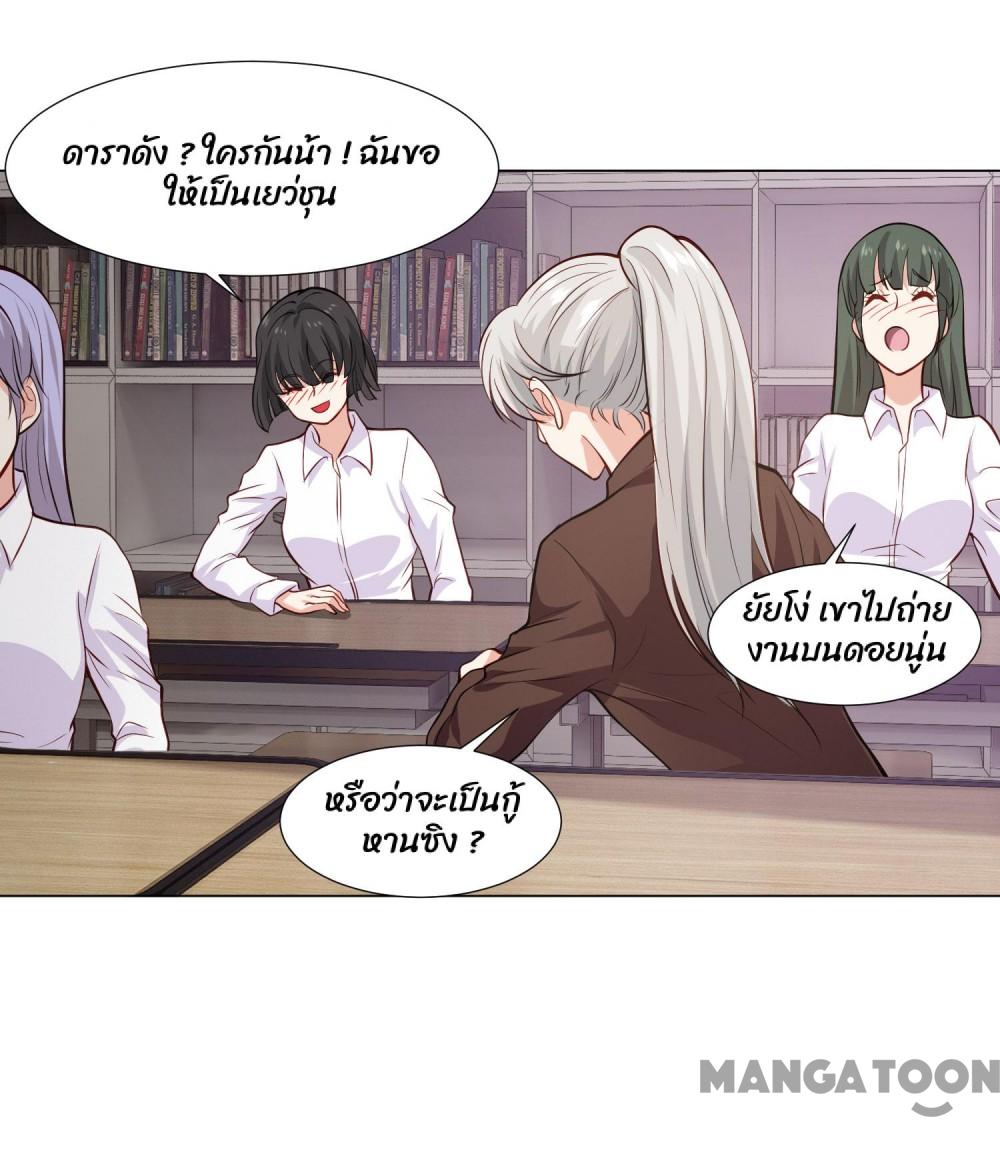 ดาราดัง ? ใครกันน้า ! ฉันขอ
ให้เป็นเยว่ชุน
ยัยโง่ เขาไปถ่าย
งานบนดอยนู่น
หรือว่าจะเป็นกู้
หานซิง ?
MANGATOON